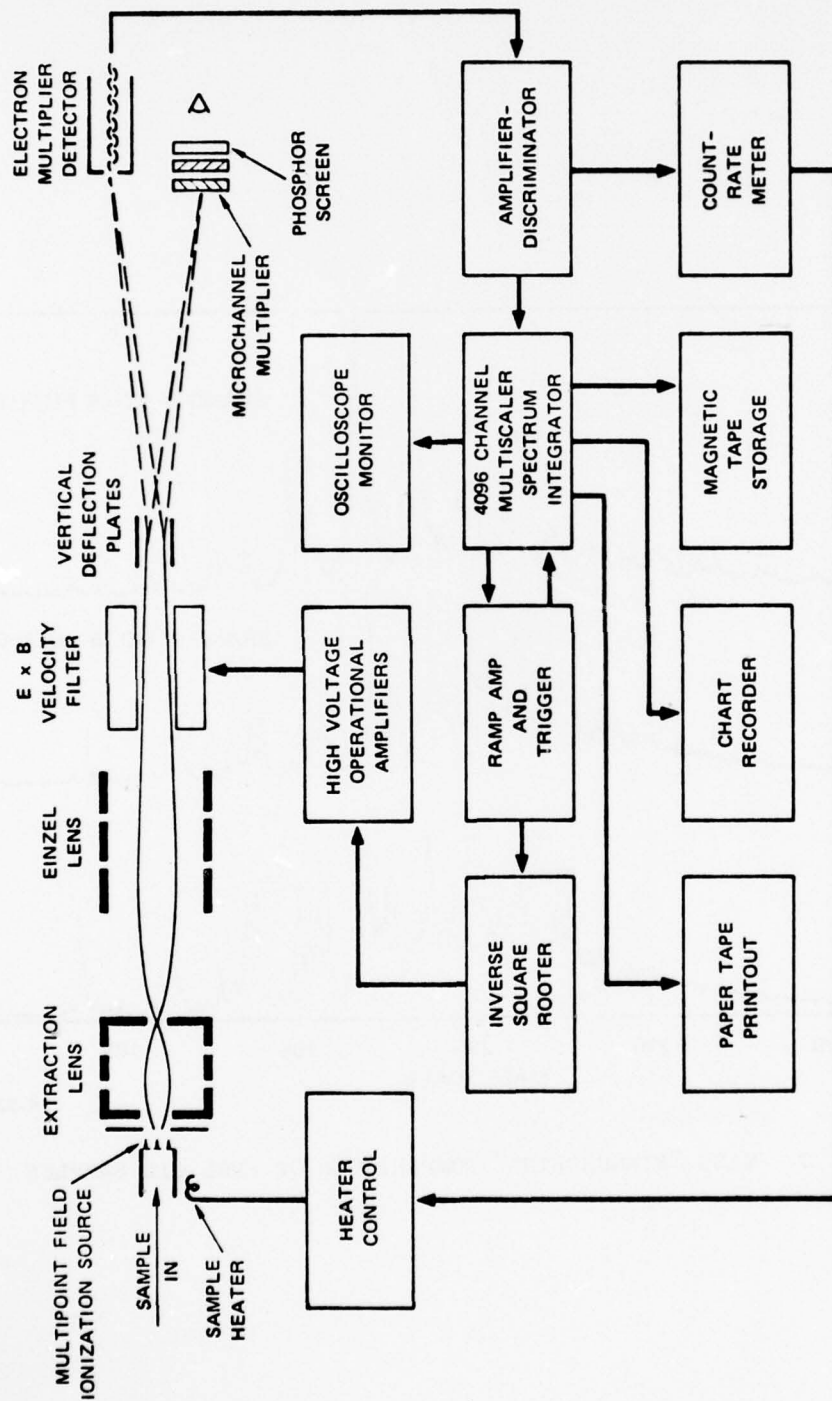 MULTIPOINT FIELD
IONIZATION SOURCE
EXTRACTION
LENS
EINZEL
LENS
E x B
VELOCITY
FILTER
VERTICAL
DEFLECTION
PLATES
ELECTRON
MULTIPLIER
DETECTOR
SAMPLE
IN
SAMPLE
HEATER
MICROCHANNEL
MULTIPLIER
PHOSPHOR
SCREEN
HEATER
CONTROL
HIGH VOLTAGE
OPERATIONAL
AMPLIFIERS
OSCILLOSCOPE
MONITOR
INVERSE
SQUARE
ROOTER
RAMP AMP
AND
TRIGGER
4096 CHANNEL
MULTISCALER
SPECTRUM
INTEGRATOR
AMPLIFIER-
DISCRIMINATOR
PAPER TAPE
PRINTOUT
CHART
RECORDER
MAGNETIC
TAPE
STORAGE
COUNT-
RATE
METER